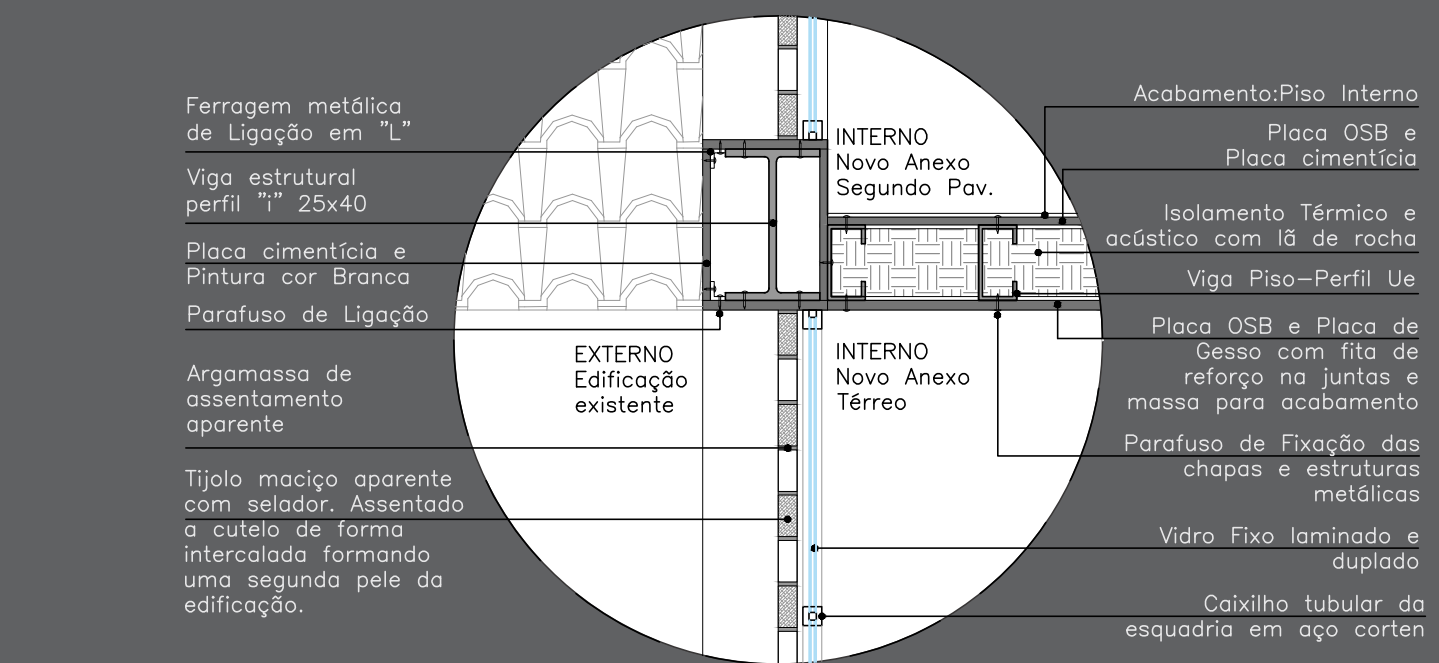 Ferragem metálica
de Ligação em "L"
Viga estrutural
perfil "i" 25x40
Placa cimentícia e
Pintura cor Branca
Parafuso de Ligação
Argamassa de
assentamento
aparente
Tijolo maciço aparente
com selador. Assentado
a cutelo de forma
intercalada formando
uma segunda pele da
edificação.
EXTERNO
Edificação
existente
INTERNO
Novo Anexo
Segundo Pav.
INTERNO
Novo Anexo
Térreo
Acabamento:Piso Interno
Placa OSB e
Placa cimentícia
Isolamento Térmico e
acústico com lã de rocha
Viga Piso-Perfil Ue
Placa OSB e Placa de
Gesso com fita de
reforço na juntas e
massa para acabamento
Parafuso de Fixação das
chapas e estruturas
metálicas
Vidro Fixo laminado e
duplado
Caixilho tubular da
esquadria em aço corten